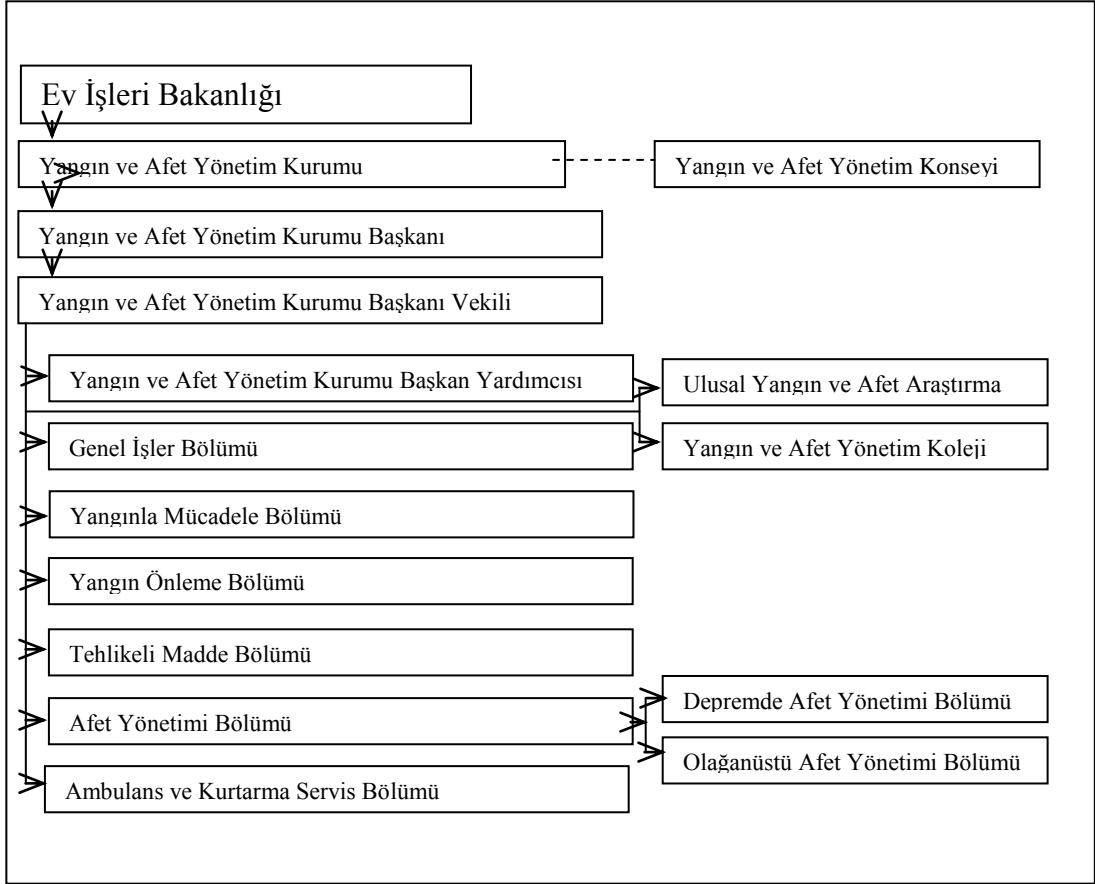 Ev İşleri Bakanlığı
Yangın ve Afet Yönetim Kurumu
Yangın ve Afet Yönetim Konseyi
Yangın ve Afet Yönetim Kurumu Başkanı
Yangın ve Afet Yönetim Kurumu Başkanı Vekili
Yangın ve Afet Yönetim Kurumu Başkan Yardımcısı
Ulusal Yangın ve Afet Araştırma
Genel İşler Bölümü
Yangın ve Afet Yönetim Koleji
Yangınla Mücadele Bölümü
Yangın Önleme Bölümü
Tehlikeli Madde Bölümü
Afet Yönetimi Bölümü
Depremde Afet Yönetimi Bölümü
Olağanüstü Afet Yönetimi Bölümü
Ambulans ve Kurtarma Servis Bölümü